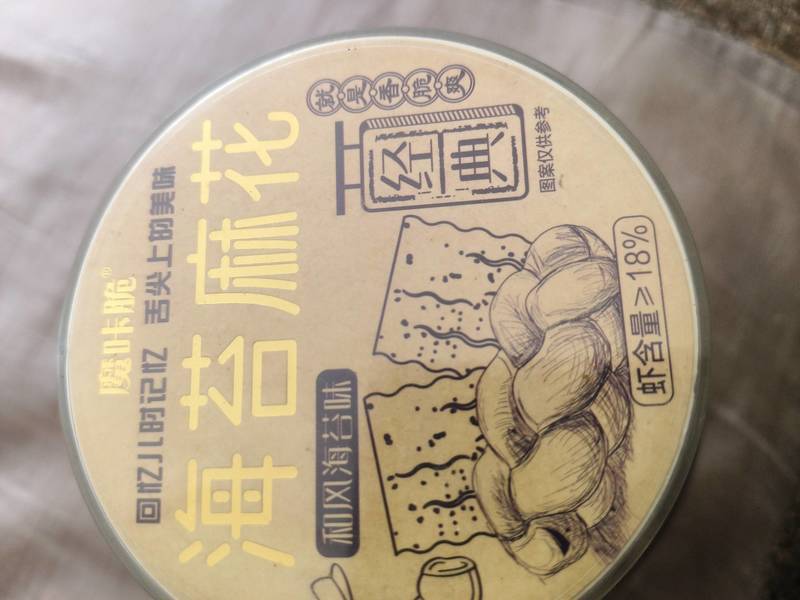 魔味脆®
回忆儿的记忆 舌尖上的美味
海苔麻花
和风海苔味
就是香脆爽
经典
图案仅供参考
虾含量≥18%